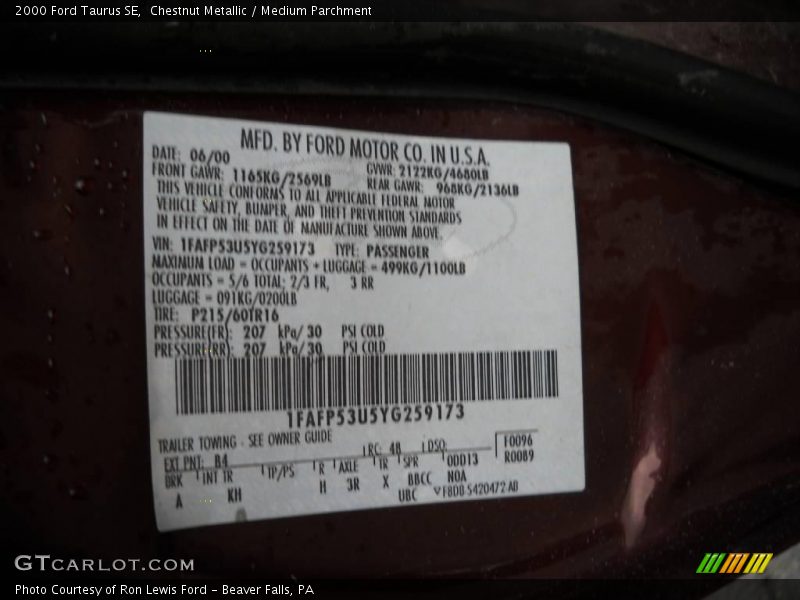 2000 Ford Taurus SE,  Chestnut Metallic / Medium Parchment
MFD. BY FORD MOTOR CO. IN U.S.A.
DATE: 06/00 GVWR: 2122KG/4680LB
FRONT GAWR: 1165KG/2569LB REAR GAWR: 968KG/2136LB
THIS VEHICLE CONFORMS TO ALL APPLICABLE FEDERAL MOTOR
VEHICLE SAFETY, BUMPER, AND THEFT PREVENTION STANDARDS
IN EFFECT ON THE DATE OF MANUFACTURE SHOWN ABOVE.
VIN: 1FAFP53U5YG259173 TYPE: PASSENGER
MAXIMUM LOAD = OCCUPANTS + LUGGAGE = 499KG/1100LB
OCCUPANTS = 5/6 TOTAL: 2/3 FR, 3 RR
LUGGAGE = 091KG/0200LB
TIRE: P215/60TR16
PRESSURE(FR): 207 kPa/ 30 PSI COLD
PRESSURE(RR): 207 kPa/ 30 PSI COLD
1FAFP53U5YG259173
TRAILER TOWING - SEE OWNER GUIDE
EXT PNT: B4 RC: 48 DSO: F0096
BRK INT TR TP/PS R AXLE TR SPR ODD13 R0089
A KH H 3R X BBCC NOA
UBC F8DB 5420472 AB
GTCARLOT.COM
Photo Courtesy of Ron Lewis Ford - Beaver Falls, PA